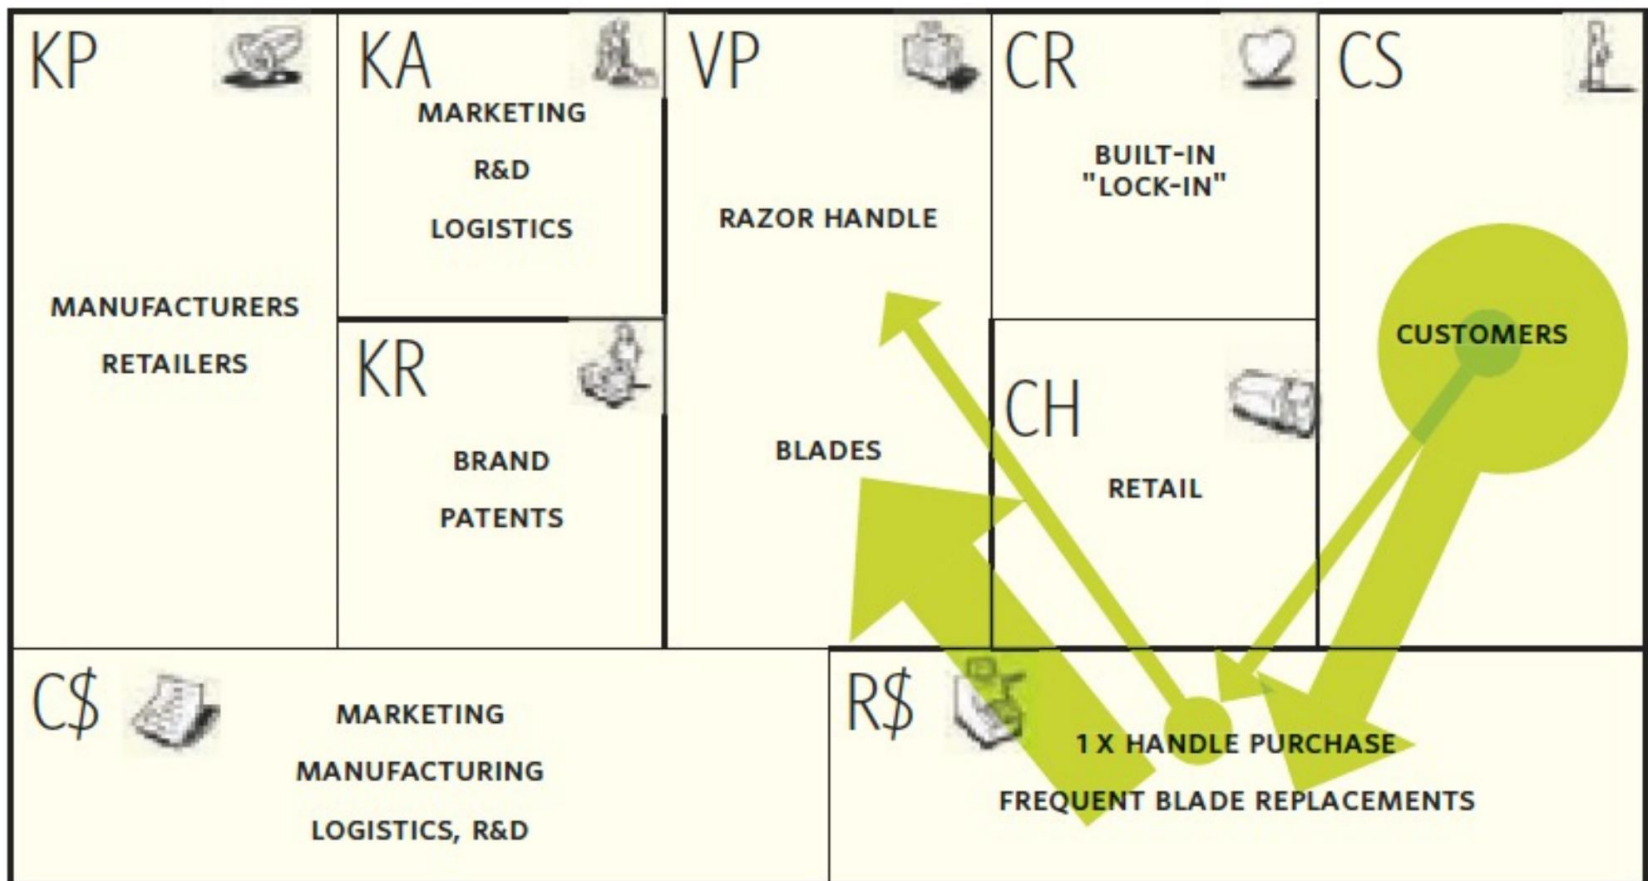 KP
MANUFACTURERS
RETAILERS
KA
MARKETING
R&D
LOGISTICS
KR
BRAND
PATENTS
VP
RAZOR HANDLE
BLADES
CR
BUILT-IN
"LOCK-IN"
CH
RETAIL
CS
CUSTOMERS
C$
MARKETING
MANUFACTURING
LOGISTICS, R&D
R$
1 X HANDLE PURCHASE
FREQUENT BLADE REPLACEMENTS